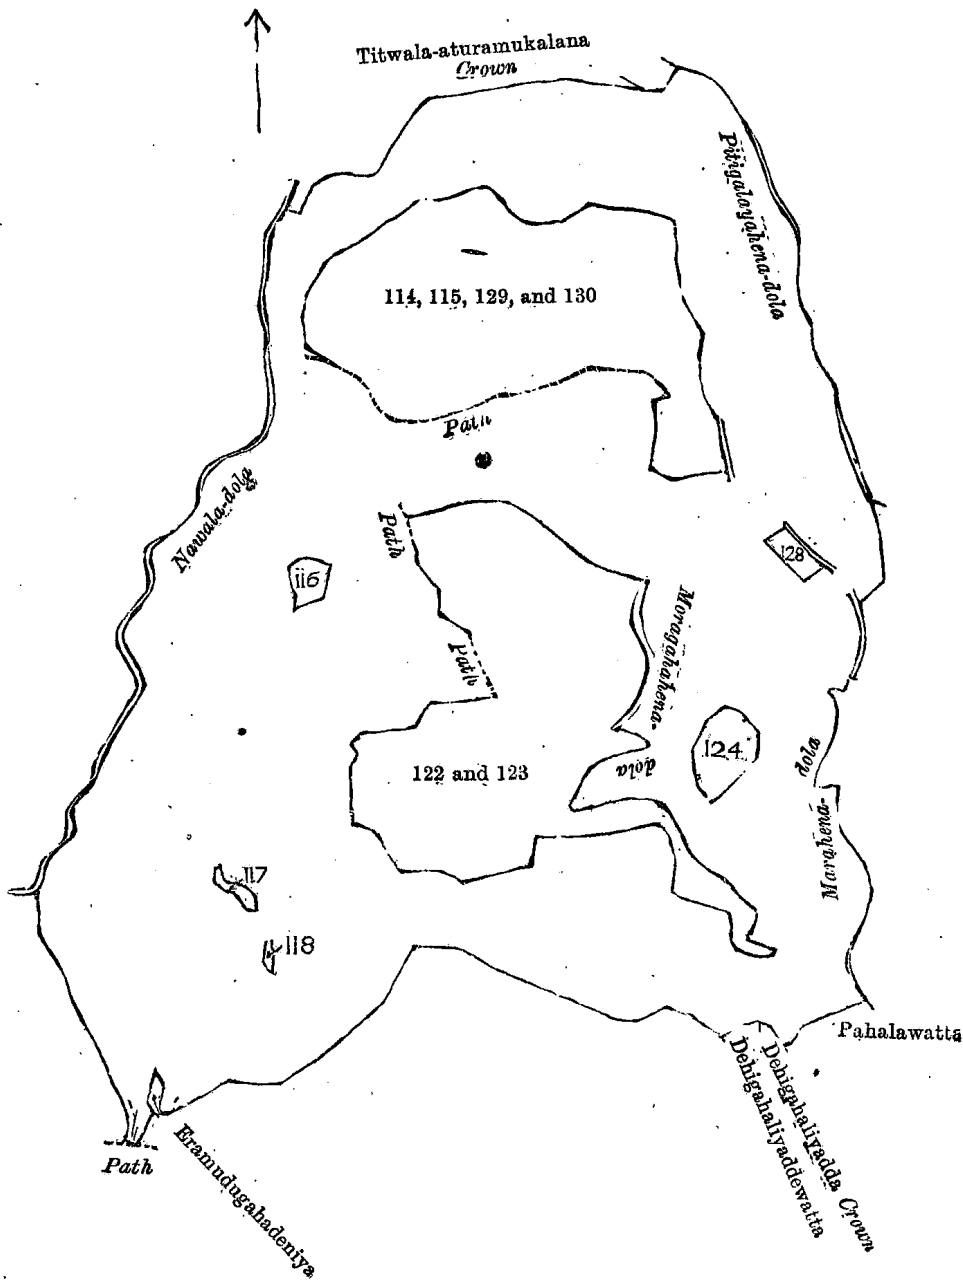 Titwala-aturamukalana
Crown
Pitigalayahena-dola
114, 115, 129, and 130
Path
Nawala-dola
Path
128
116
Moragahahena-
dola
Path
124
122 and 123
dola
Marahena-
117
118
Pahalawatta
Dehigahaliyadda Crown
Dehigahaliyaddewatta
Path
Eramudugahadeniya